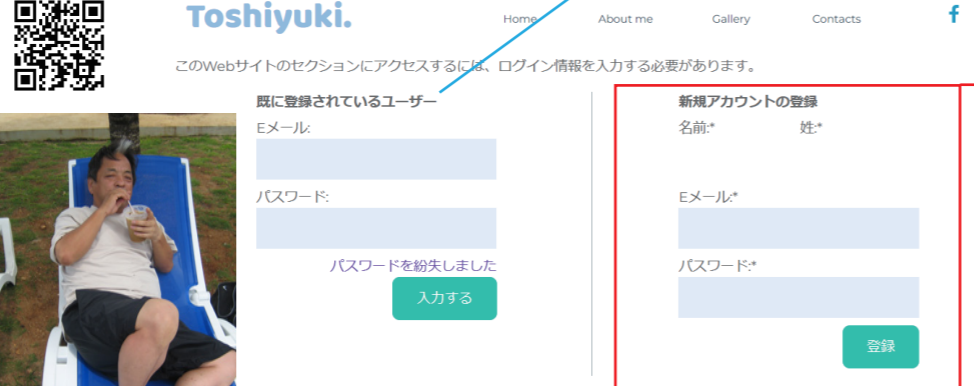 Toshiyuki.
Home About me Gallery Contacts
このWebサイトのセクションにアクセスするには、ログイン情報を入力する必要があります。
既に登録されているユーザー
Eメール:
パスワード:
パスワードを紛失しました
入力する
新規アカウントの登録
名前:* 姓:*
Eメール:*
パスワード:*
登録